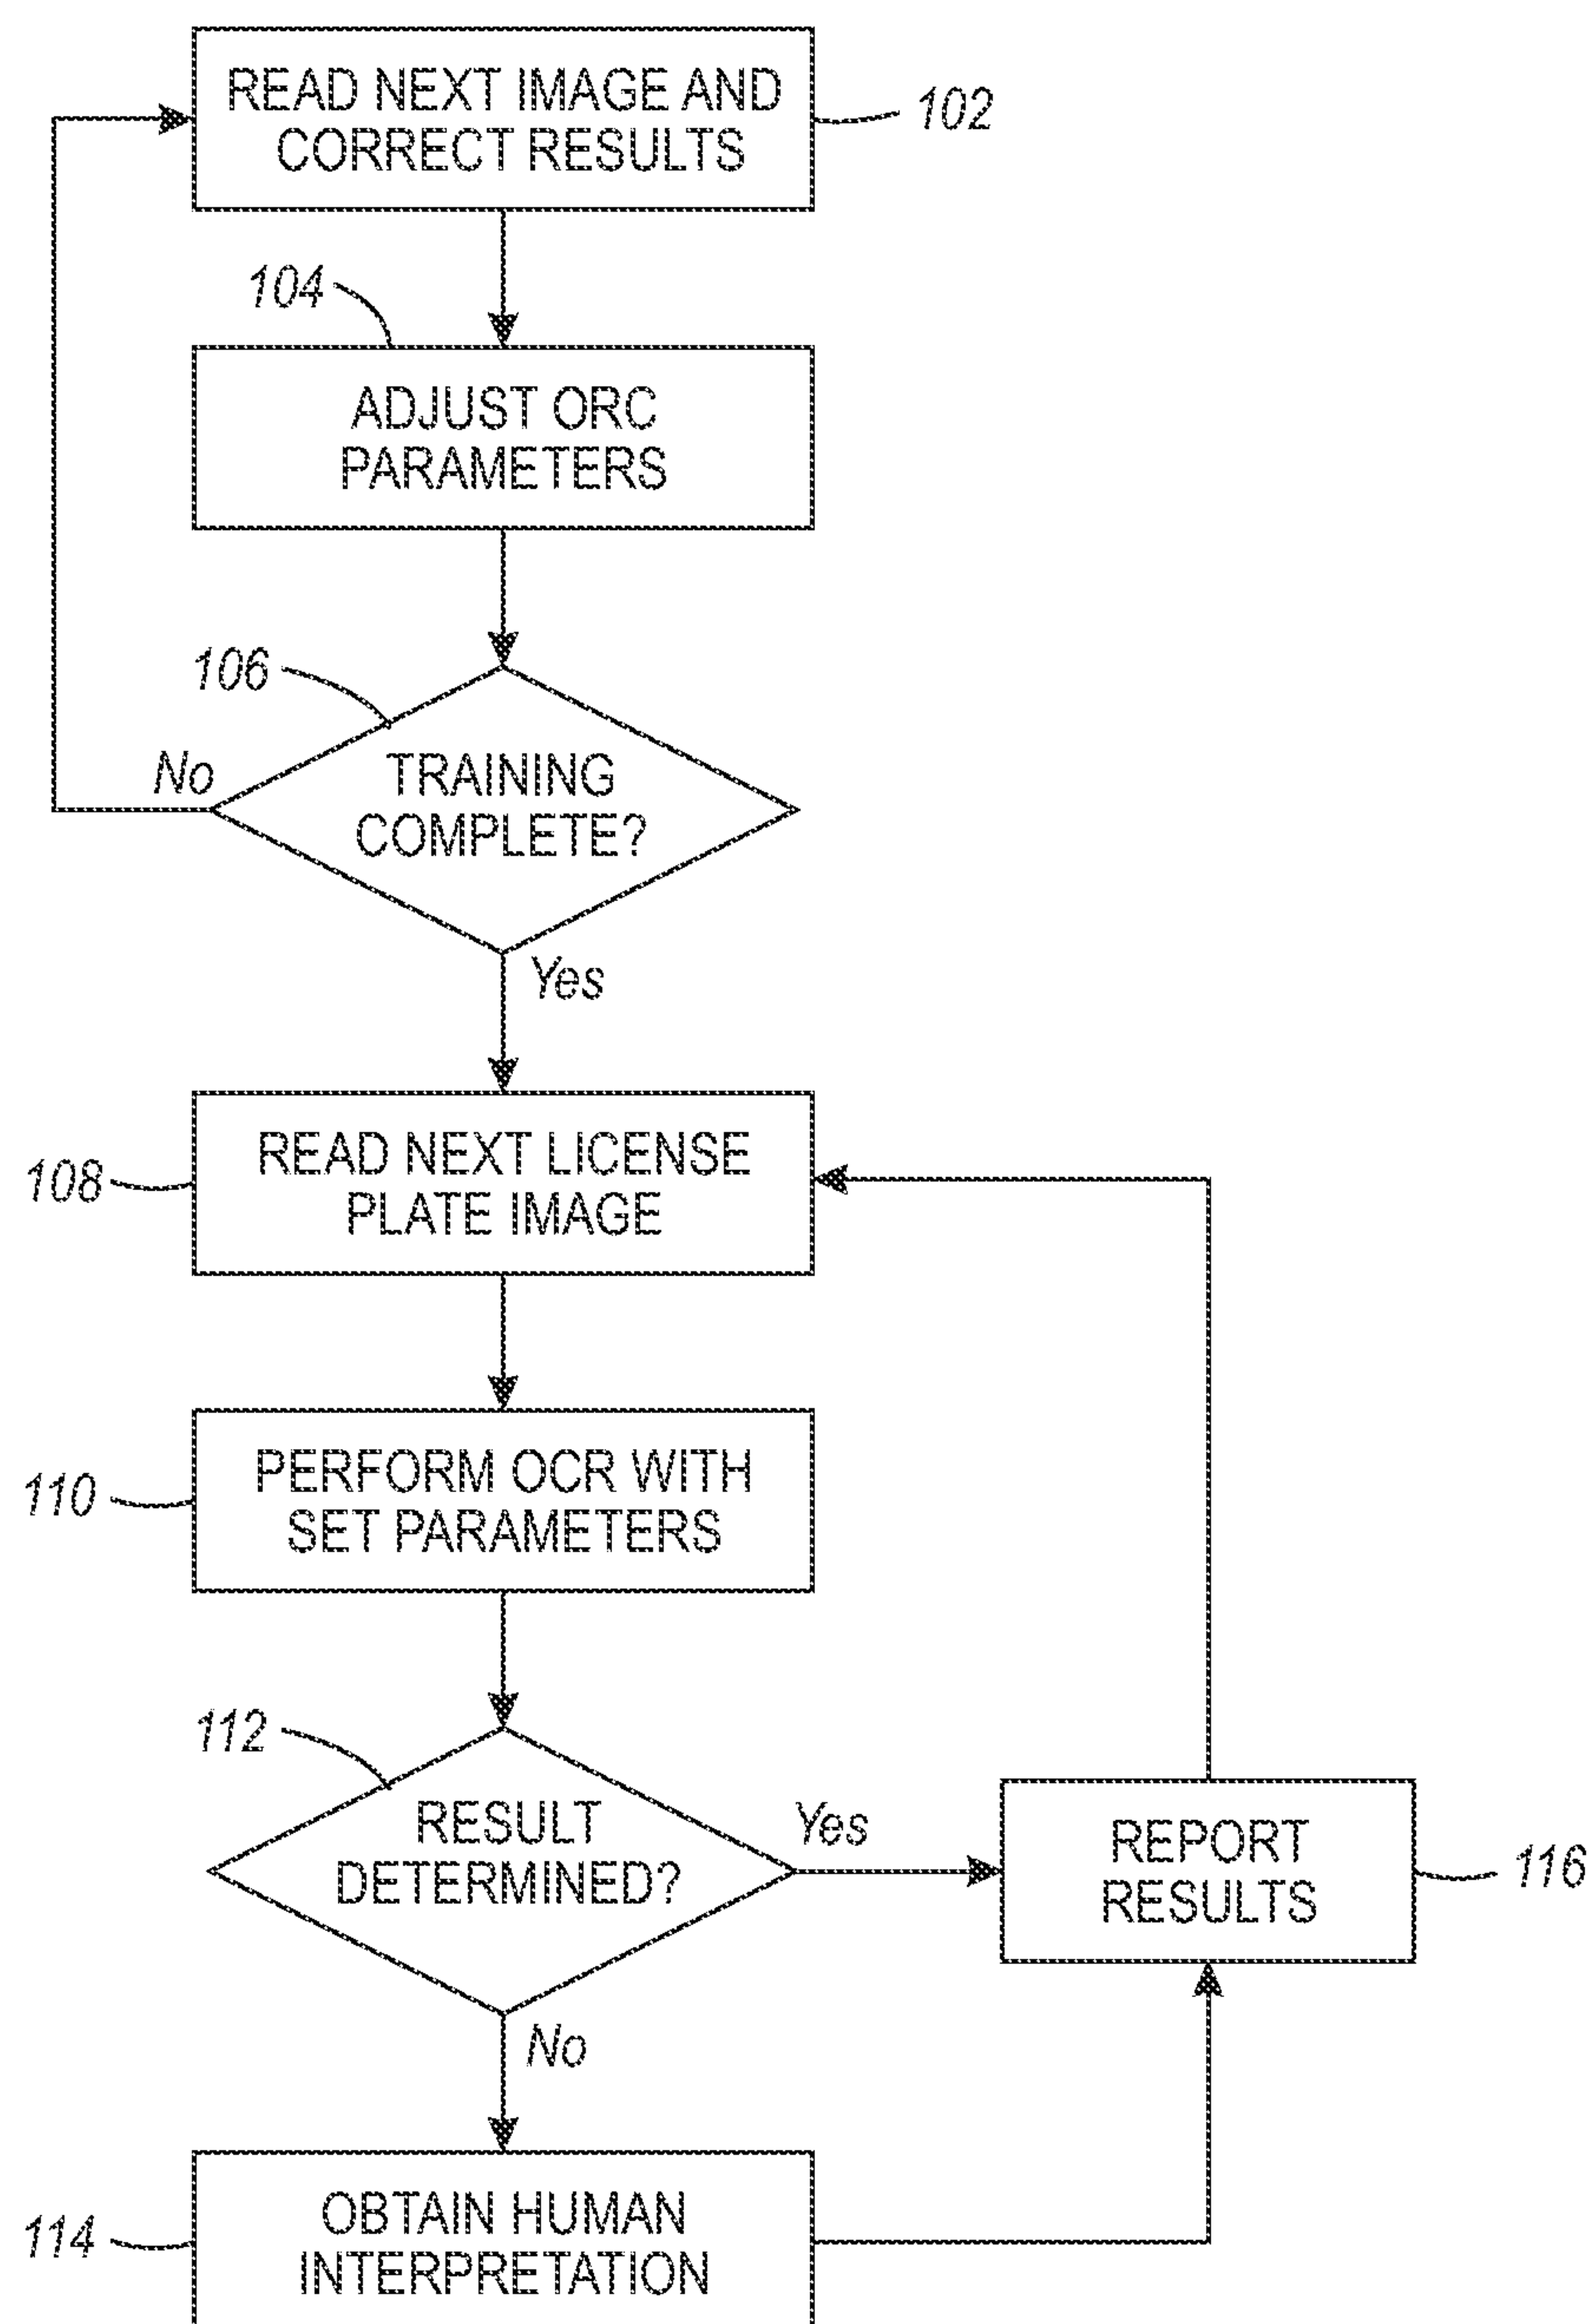 READ NEXT IMAGE AND
CORRECT RESULTS
102
104
ADJUST ORC
PARAMETERS
106
No
TRAINING
COMPLETE?
Yes
108
READ NEXT LICENSE
PLATE IMAGE
110
PERFORM OCR WITH
SET PARAMETERS
112
RESULT
DETERMINED?
Yes
REPORT
RESULTS
116
No
114
OBTAIN HUMAN
INTERPRETATION